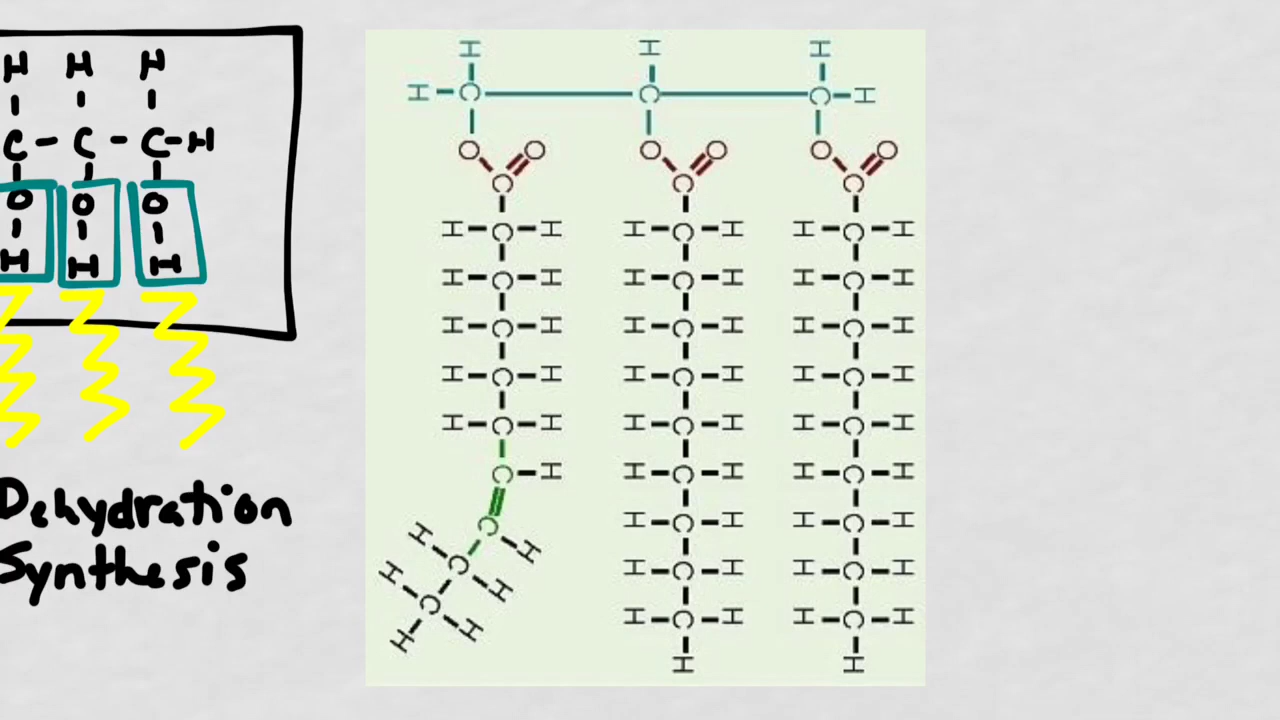 H H H
C - C - C - H
O O O
H H H
Dehydration
Synthesis
H H H
H C C C H
O O O O O O
C C C
H C H H C H H C H
H C H H C H H C H
H C H H C H H C H
H C H H C H H C H
H C H H C H H C H
C H H C H H C H
C H H C H H C H
H C H H C H H C H
H C H H C H H C H
H H H